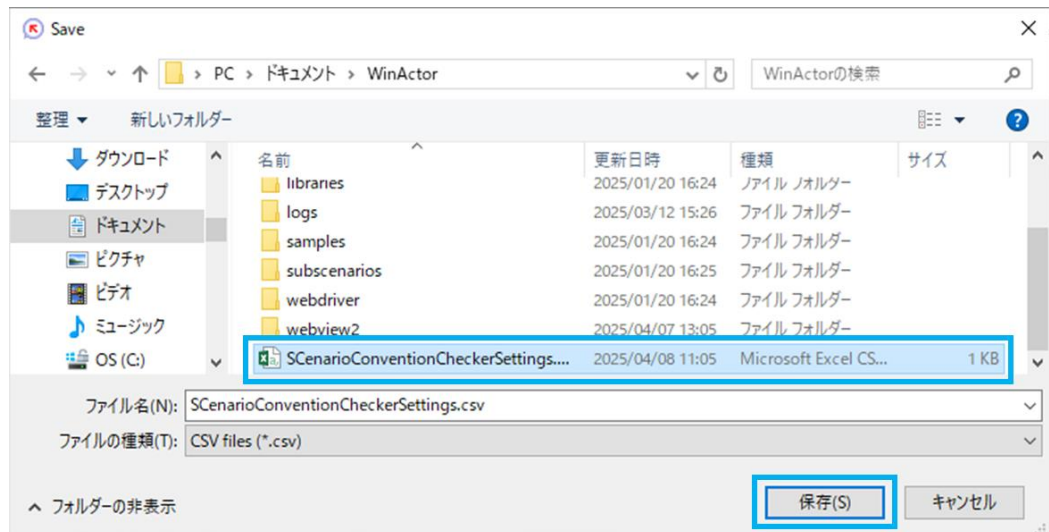 Save
PC > ドキュメント > WinActor
WinActorの検索
整理 新しいフォルダー
名前 更新日時 種類 サイズ
ダウンロード
デスクトップ
ドキュメント
ピクチャ
ビデオ
ミュージック
OS (C:)
libraries 2025/01/20 16:24 ファイル フォルダー
logs 2025/03/12 15:26 ファイル フォルダー
samples 2025/01/20 16:24 ファイル フォルダー
subscenarios 2025/01/20 16:25 ファイル フォルダー
webdriver 2025/01/20 16:24 ファイル フォルダー
webview2 2025/04/07 13:05 ファイル フォルダー
SCenarioConventionCheckerSettings.... 2025/04/08 11:05 Microsoft Excel CS... 1 KB
ファイル名(N): SCenarioConventionCheckerSettings.csv
ファイルの種類(T): CSV files (*.csv)
フォルダーの非表示 保存(S) キャンセル